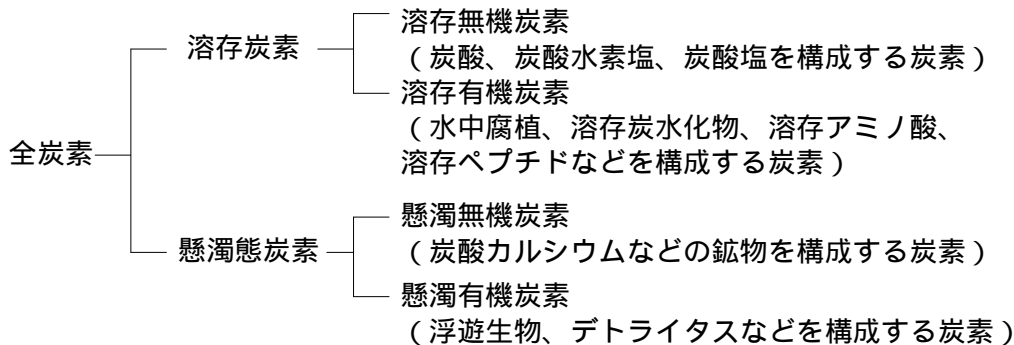 全炭素
溶存炭素
溶存無機炭素
（炭酸、炭酸水素塩、炭酸塩を構成する炭素）
溶存有機炭素
（水中腐植、溶存炭水化物、溶存アミノ酸、
溶存ペプチドなどを構成する炭素）
懸濁態炭素
懸濁無機炭素
（炭酸カルシウムなどの鉱物を構成する炭素）
懸濁有機炭素
（浮遊生物、デトライタスなどを構成する炭素）